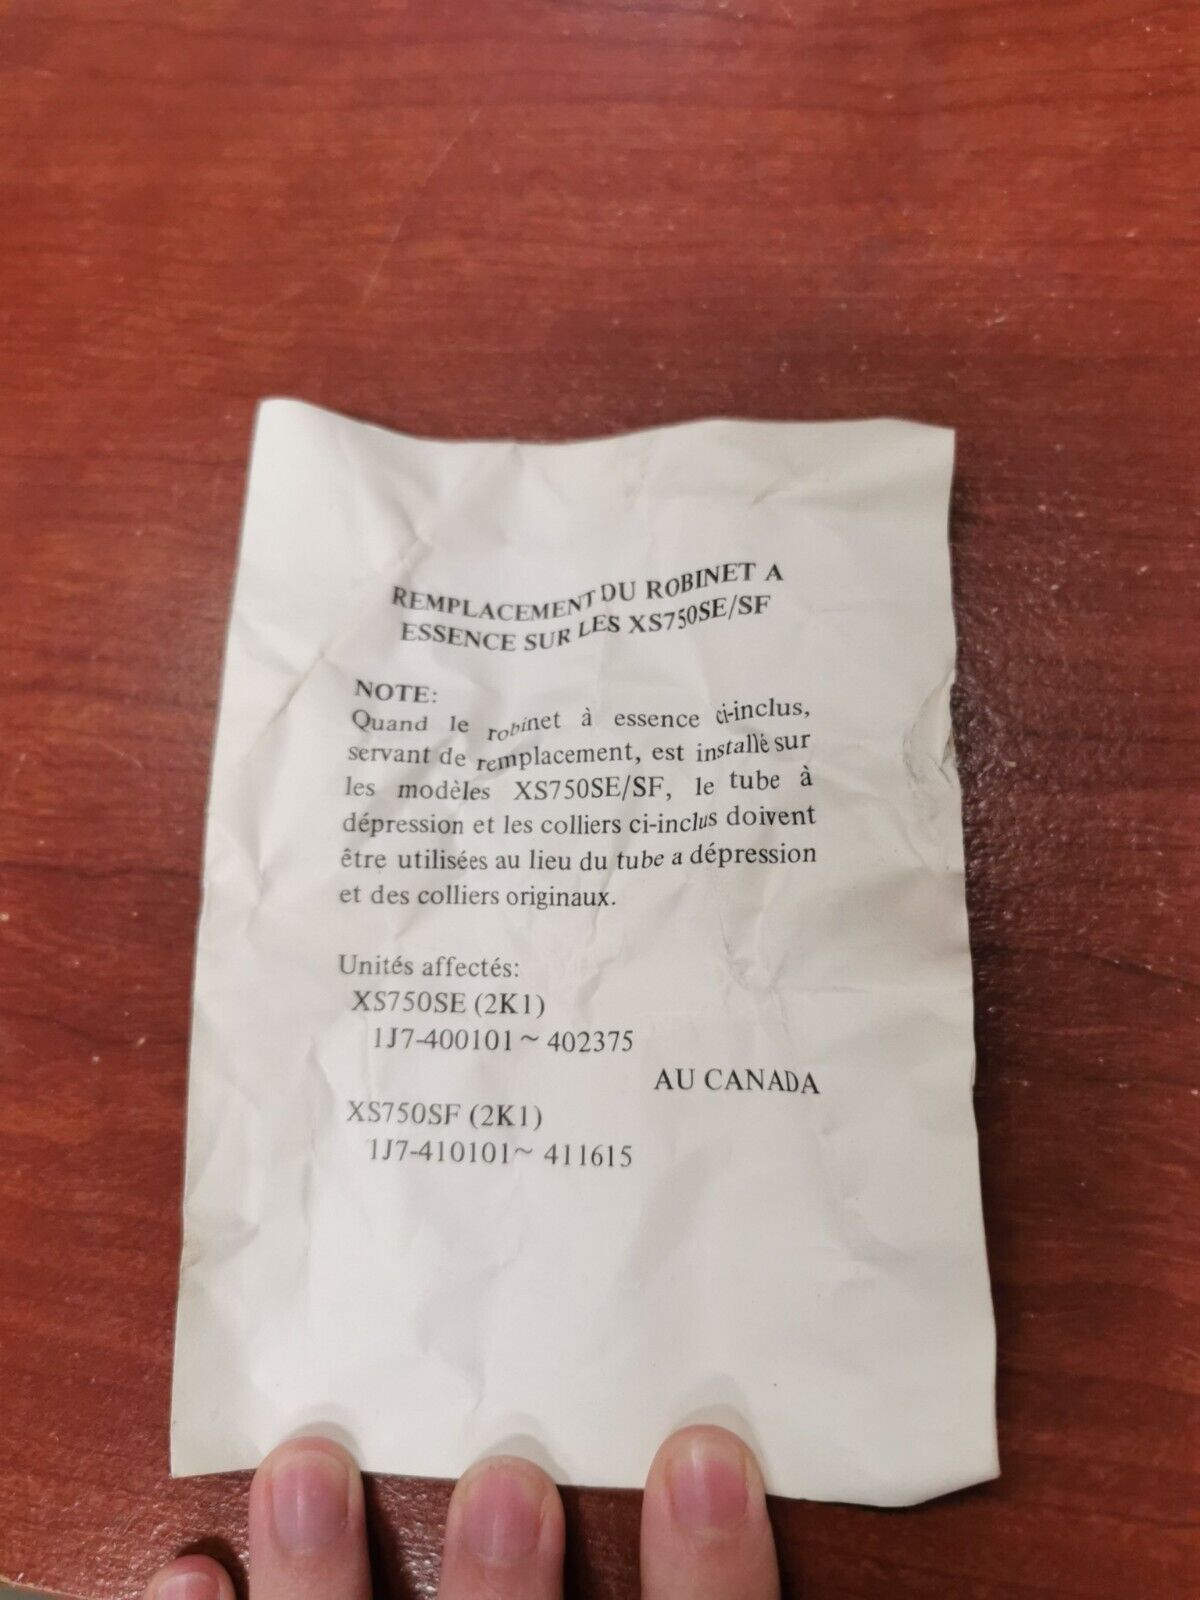 REMPLACEMENT DU ROBINET A
ESSENCE SUR LES XS750SE/SF
NOTE:
Quand le robinet à essence ci-inclus,
servant de remplacement, est installé sur
les modèles XS750SE/SF, le tube à
dépression et les colliers ci-inclus doivent
être utilisées au lieu du tube a dépression
et des colliers originaux.
Unités affectés:
XS750SE (2K1)
1J7-400101 ~ 402375
AU CANADA
XS750SF (2K1)
1J7-410101 ~ 411615